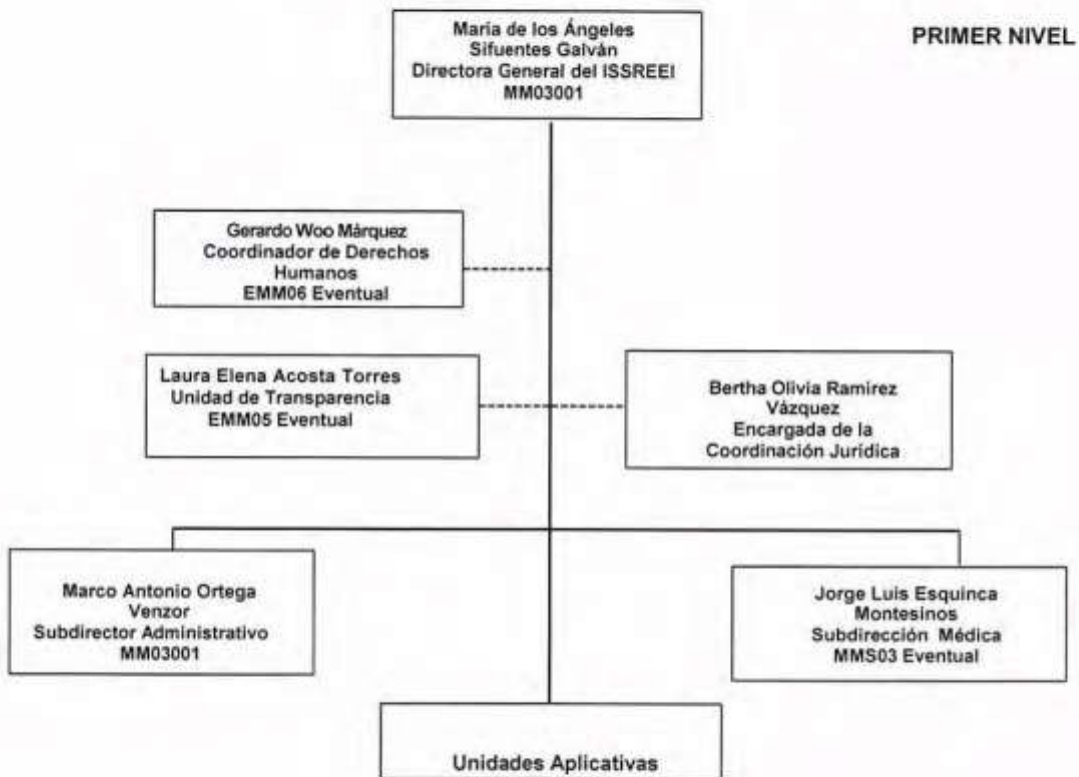 María de los Ángeles
Sifuentes Galván
Directora General del ISSREEI
MM03001
PRIMER NIVEL
Gerardo Woo Márquez
Coordinador de Derechos
Humanos
EMM06 Eventual
Laura Elena Acosta Torres
Unidad de Transparencia
EMM05 Eventual
Bertha Olivia Ramírez
Vázquez
Encargada de la
Coordinación Jurídica
Marco Antonio Ortega
Venzor
Subdirector Administrativo
MM03001
Jorge Luis Esquinca
Montesinos
Subdirección Médica
MMS03 Eventual
Unidades Aplicativas